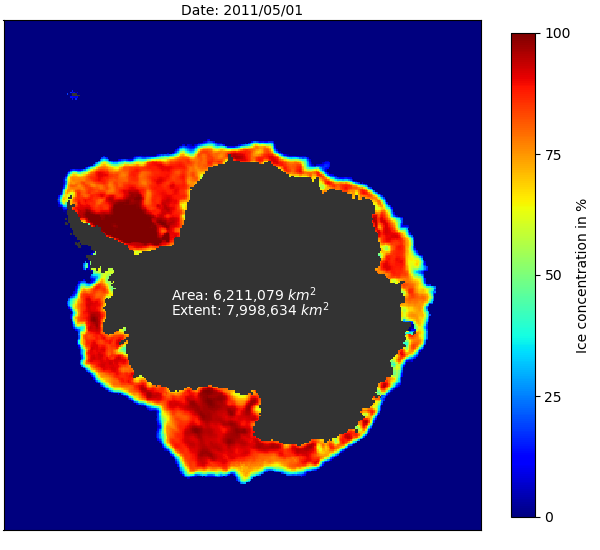 Date: 2011/05/01
100
75
50
25
0
Ice concentration in %
Area: 6,211,079 km²
Extent: 7,998,634 km²